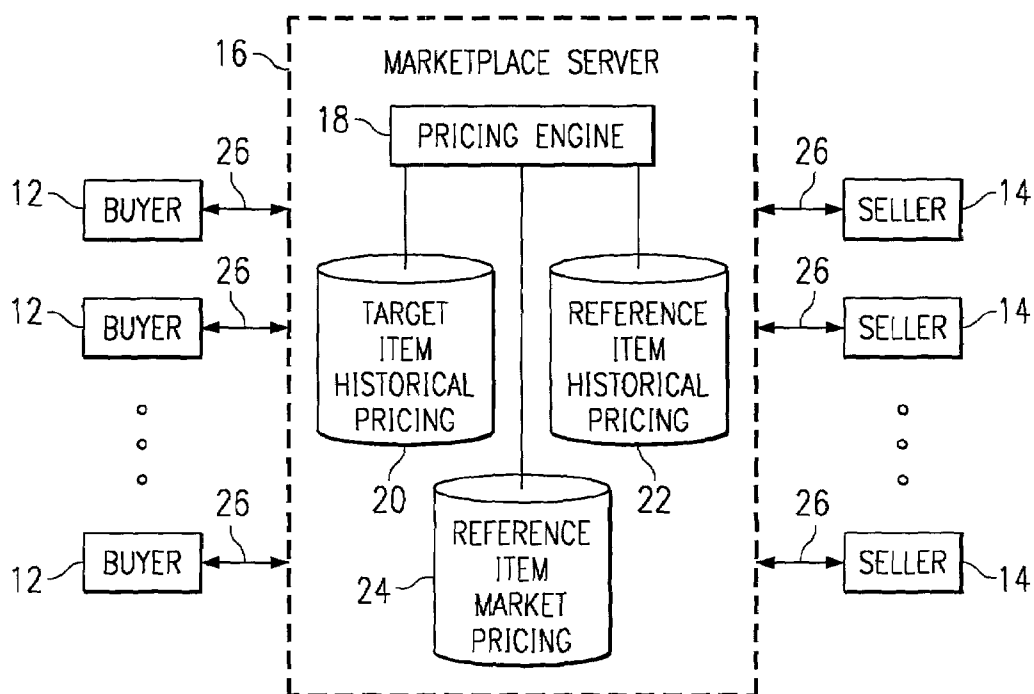 16
MARKETPLACE SERVER
18
PRICING ENGINE
12
BUYER
26
26
SELLER
14
12
BUYER
26
TARGET
ITEM
HISTORICAL
PRICING
20
REFERENCE
ITEM
HISTORICAL
PRICING
22
26
SELLER
14
12
BUYER
26
24
REFERENCE
ITEM
MARKET
PRICING
26
SELLER
14